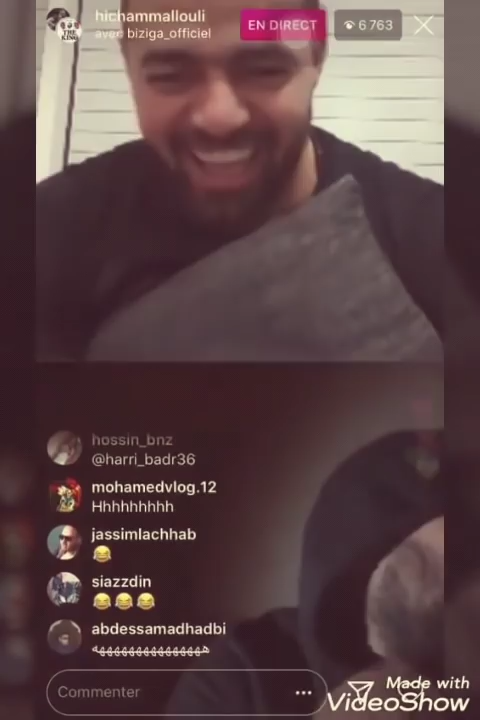 hichammallouli
avec biziga_officiel
EN DIRECT
6 763
hossin_bnz
@harri_badr36
mohamedvlog.12
Hhhhhhhhh
jassimlachhab
😂
siazzdin
😂😂😂
abdessamadhadbi
Commenter
Made with
VideoShow